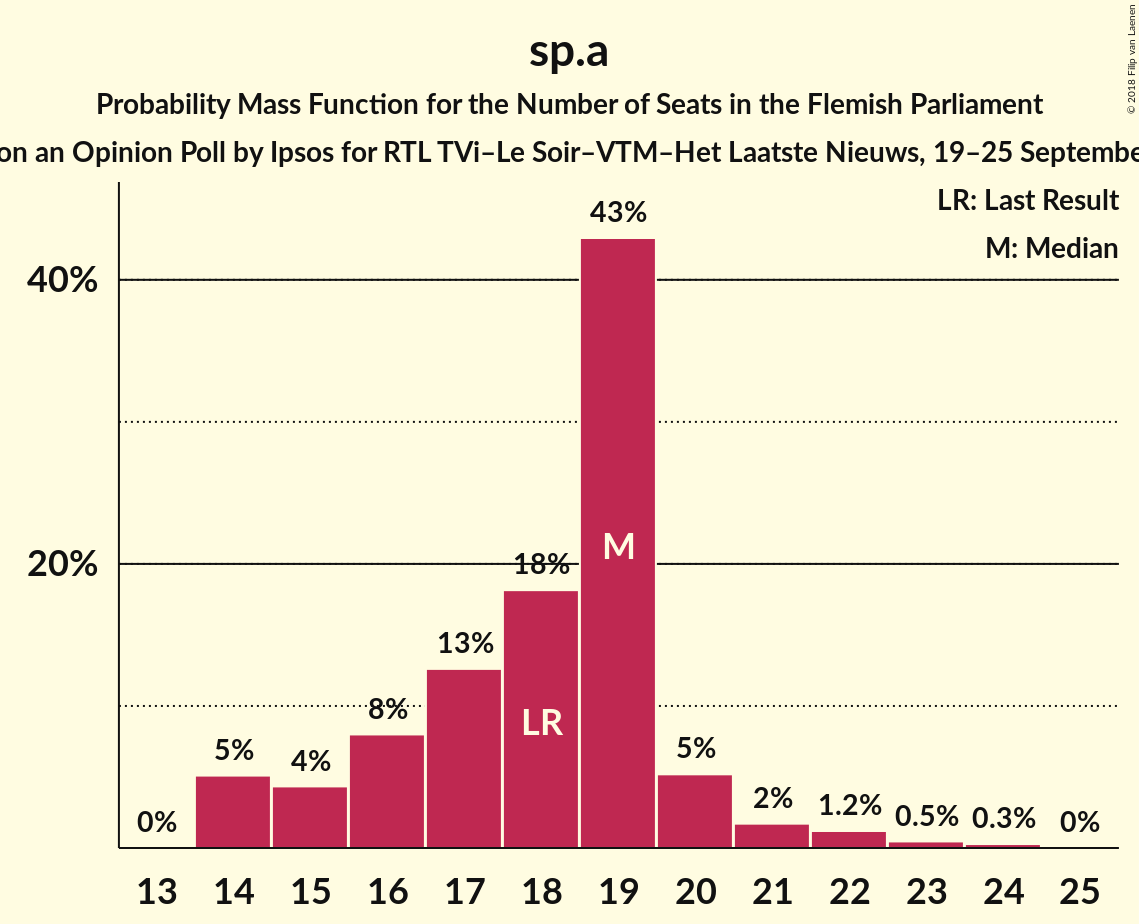 sp.a
Probability Mass Function for the Number of Seats in the Flemish Parliament
on an Opinion Poll by Ipsos for RTL TVi–Le Soir–VTM–Het Laatste Nieuws, 19–25 Septembe
© 2018 Filip van Laenen
LR: Last Result
M: Median
40%
20%
0%
5%
4%
8%
13%
18%
43%
5%
2%
1.2%
0.5%
0.3%
0%
LR
M
13 14 15 16 17 18 19 20 21 22 23 24 25